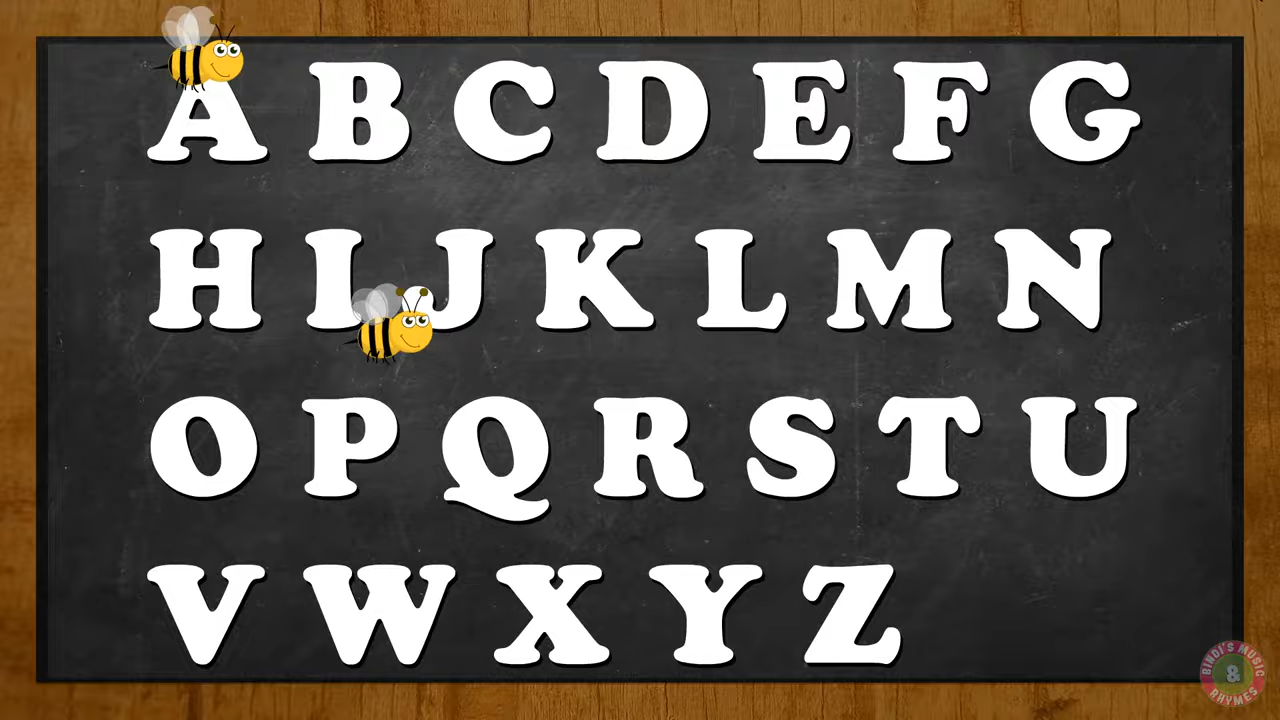 A B C D E F G
H I J K L M N
O P Q R S T U
V W X Y Z
BINDI'S MUSIC
&
RHYMES